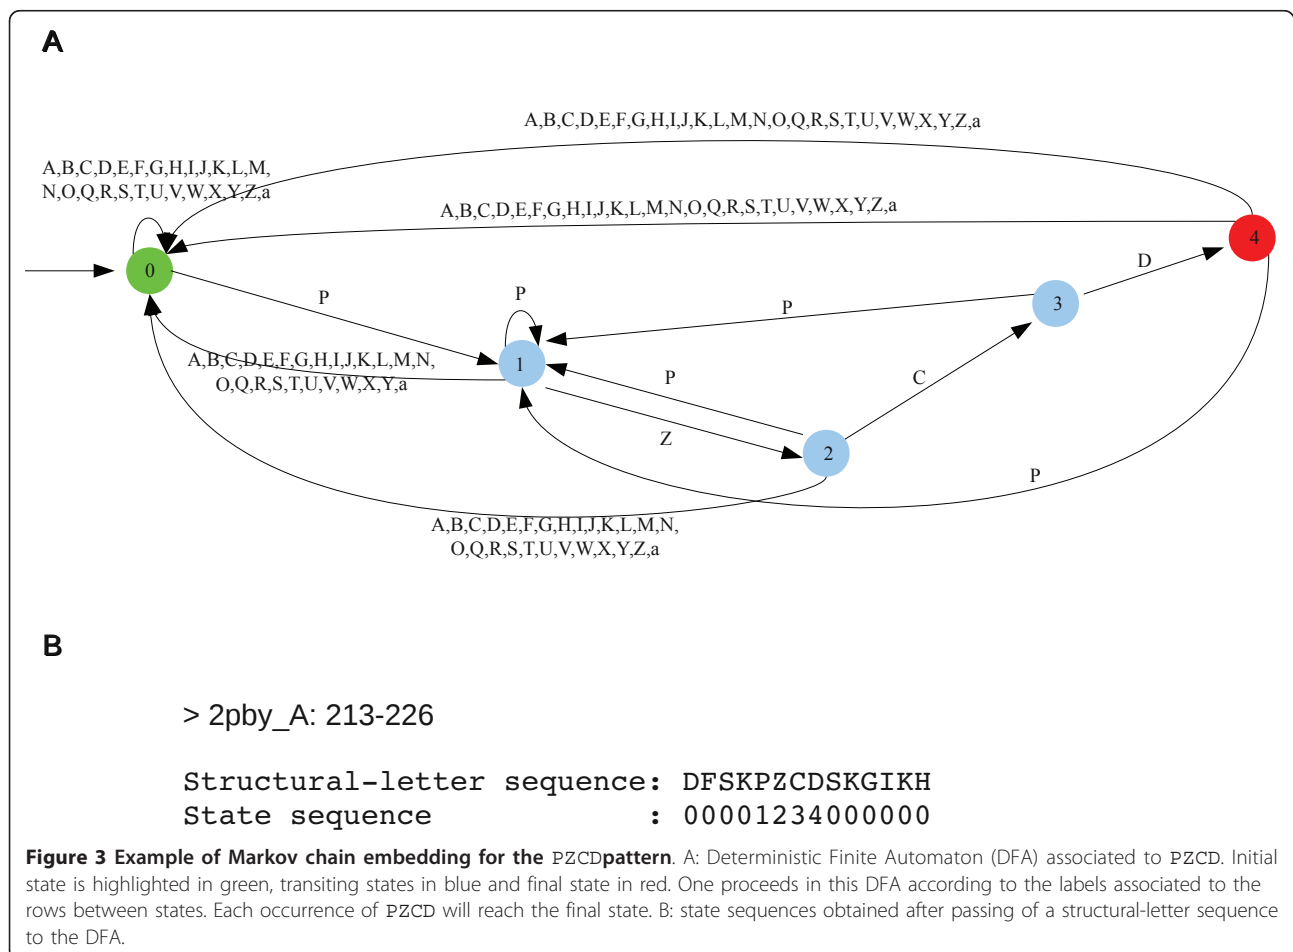 A
A,B,C,D,E,F,G,H,I,J,K,L,M,N,O,Q,R,S,T,U,V,W,X,Y,Z,a
A,B,C,D,E,F,G,H,I,J,K,L,M,
N,O,Q,R,S,T,U,V,W,X,Y,Z,a
A,B,C,D,E,F,G,H,I,J,K,L,M,N,O,Q,R,S,T,U,V,W,X,Y,Z,a
4
D
0
P
P
P
3
A,B,C,D,E,F,G,H,I,J,K,L,M,N,
O,Q,R,S,T,U,V,W,X,Y,a
1
P
C
Z
2
P
A,B,C,D,E,F,G,H,I,J,K,L,M,N,
O,Q,R,S,T,U,V,W,X,Y,Z,a
B
> 2pby_A: 213-226
Structural-letter sequence: DFSKPZCDSKGIKH
State sequence : 00001234000000
Figure 3 Example of Markov chain embedding for the PZCDpattern. A: Deterministic Finite Automaton (DFA) associated to PZCD. Initial
state is highlighted in green, transiting states in blue and final state in red. One proceeds in this DFA according to the labels associated to the
rows between states. Each occurrence of PZCD will reach the final state. B: state sequences obtained after passing of a structural-letter sequence
to the DFA.